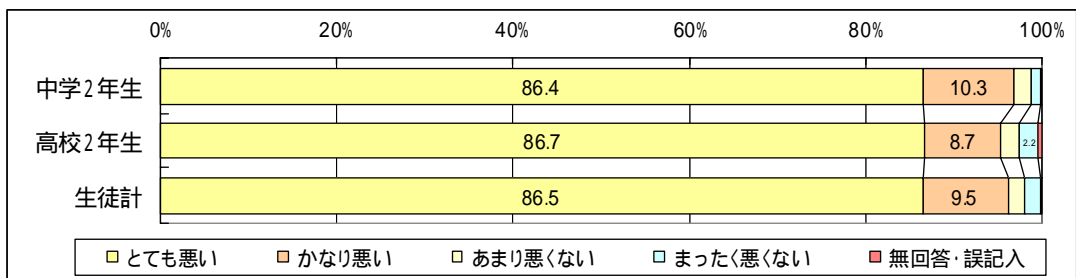 0% 20% 40% 60% 80% 100%
中学2年生 86.4 10.3
高校2年生 86.7 8.7 2.2
生徒計 86.5 9.5
とても悪い かなり悪い あまり悪くない まったく悪くない 無回答・誤記入